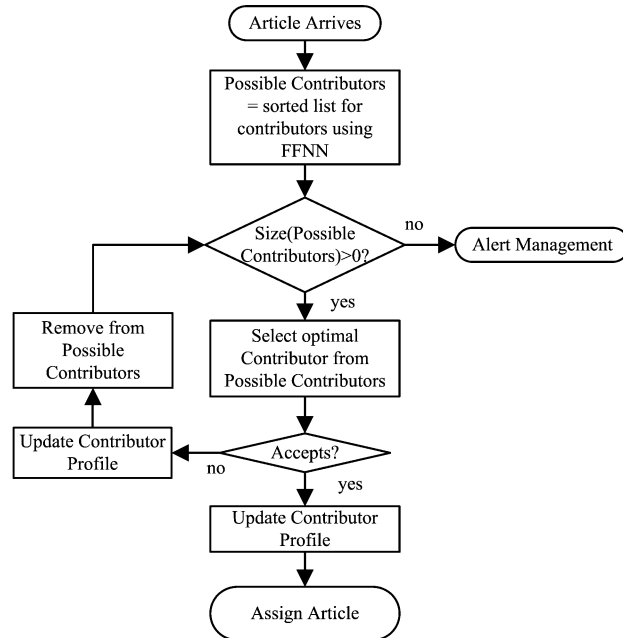 Article Arrives
Possible Contributors
= sorted list for
contributors using
FFNN
Size(Possible
Contributors)>0?
no
Alert Management
yes
Select optimal
Contributor from
Possible Contributors
Remove from
Possible
Contributors
Accepts?
no
Update Contributor
Profile
yes
Update Contributor
Profile
Assign Article